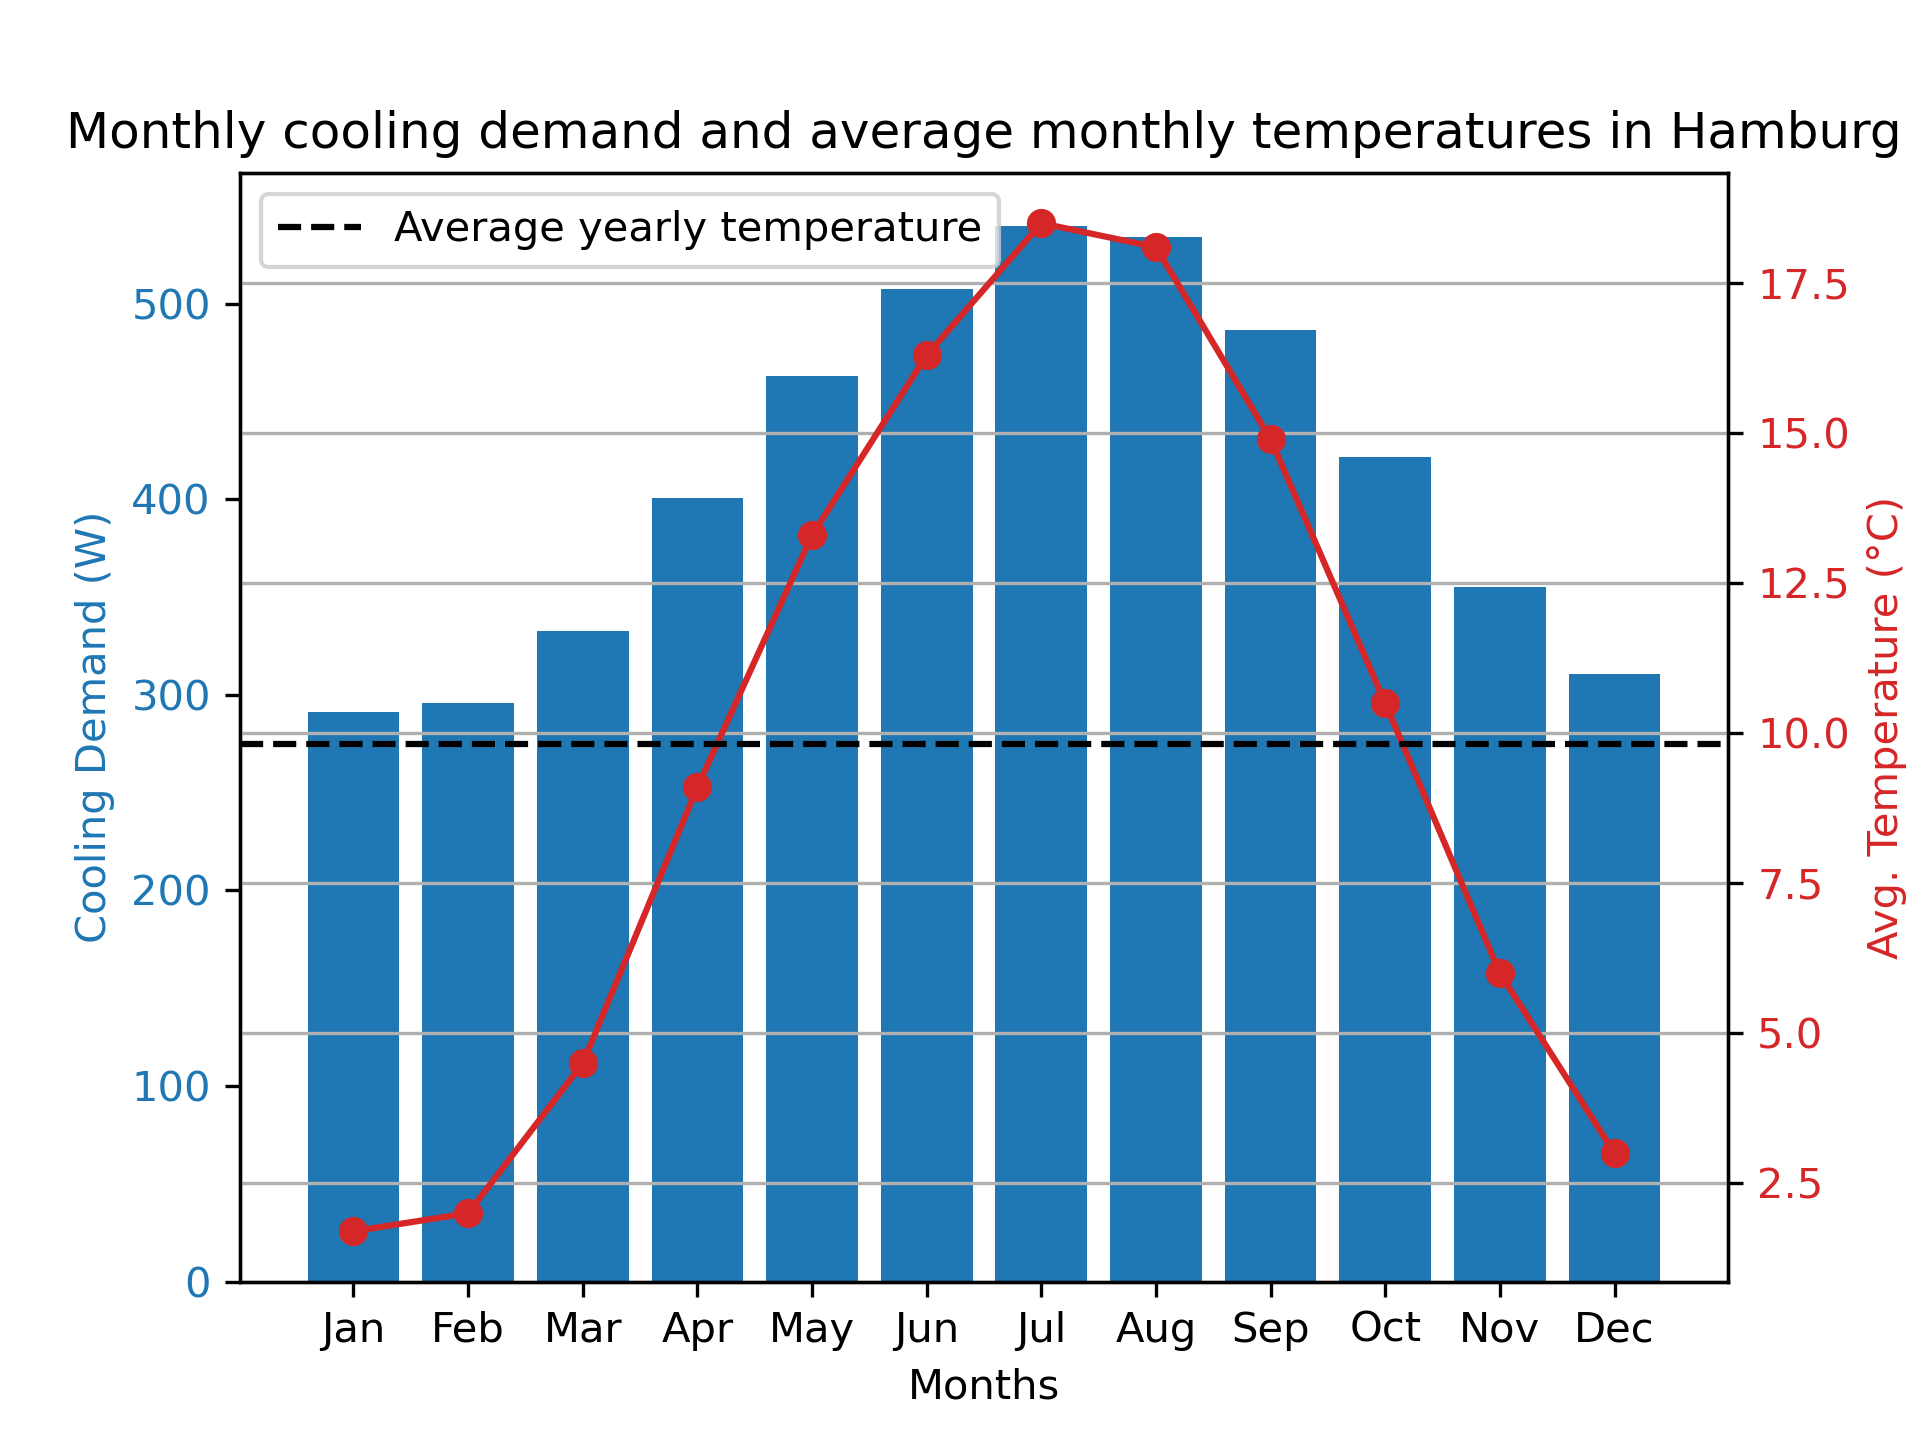 Monthly cooling demand and average monthly temperatures in Hamburg
Average yearly temperature
Cooling Demand (W)
500
400
300
200
100
0
17.5
15.0
12.5
10.0
7.5
5.0
2.5
Avg. Temperature (°C)
Jan Feb Mar Apr May Jun Jul Aug Sep Oct Nov Dec
Months